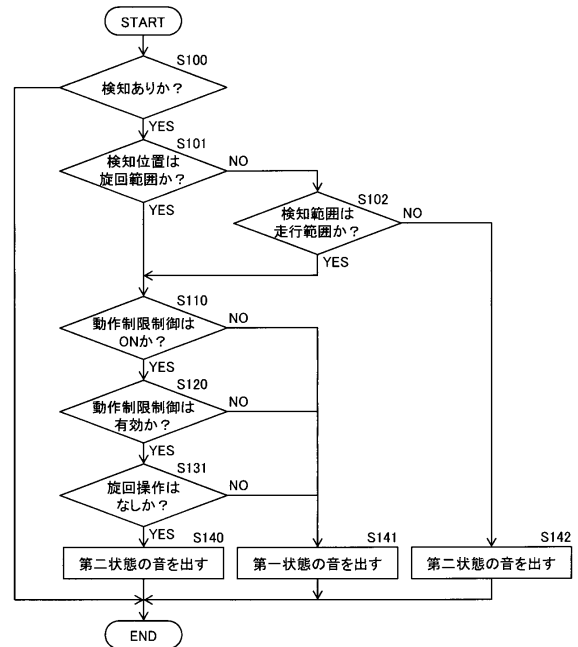 START
S100
検知ありか？
YES
S101
検知位置は
旋回範囲か？
NO
YES
S102
検知範囲は
走行範囲か？
NO
YES
S110
動作制限制御は
ONか？
NO
YES
S120
動作制限制御は
有効か？
NO
YES
S131
旋回操作は
なしか？
NO
YES
S140
第二状態の音を出す
S141
第一状態の音を出す
S142
第二状態の音を出す
END